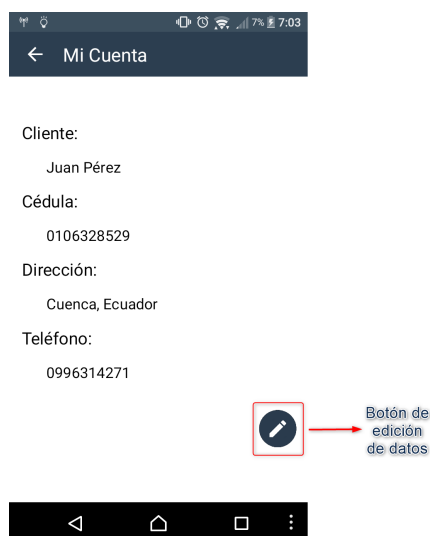 7% 7:03
Mi Cuenta
Cliente:
Juan Pérez
Cédula:
0106328529
Dirección:
Cuenca, Ecuador
Teléfono:
0996314271
Botón de
edición
de datos